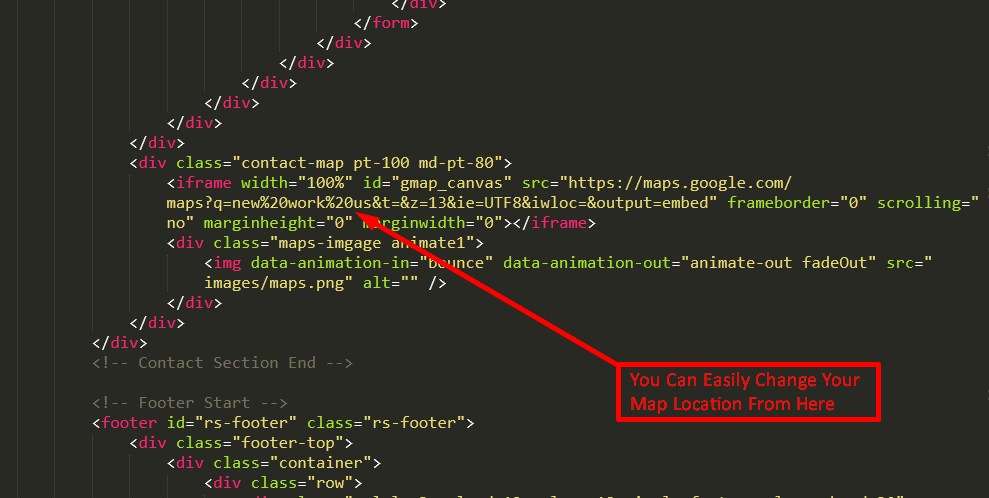 </div>
</form>
</div>
</div>
</div>
</div>
</div>
</div>
<div class="contact-map pt-100 md-pt-80">
<iframe width="100%" id="gmap_canvas" src="https://maps.google.com/
maps?q=new%20work%20us&t=&z=13&ie=UTF8&iwloc=&output=embed" frameborder="0" scrolling="
no" marginheight="0" marginwidth="0"></iframe>
<div class="maps-imgage animate1">
<img data-animation-in="bounce" data-animation-out="animate-out fadeOut" src="
images/maps.png" alt="" />
</div>
</div>
</div>
<!-- Contact Section End -->
You Can Easily Change Your
Map Location From Here
<!-- Footer Start -->
<footer id="rs-footer" class="rs-footer">
<div class="footer-top">
<div class="container">
<div class="row">